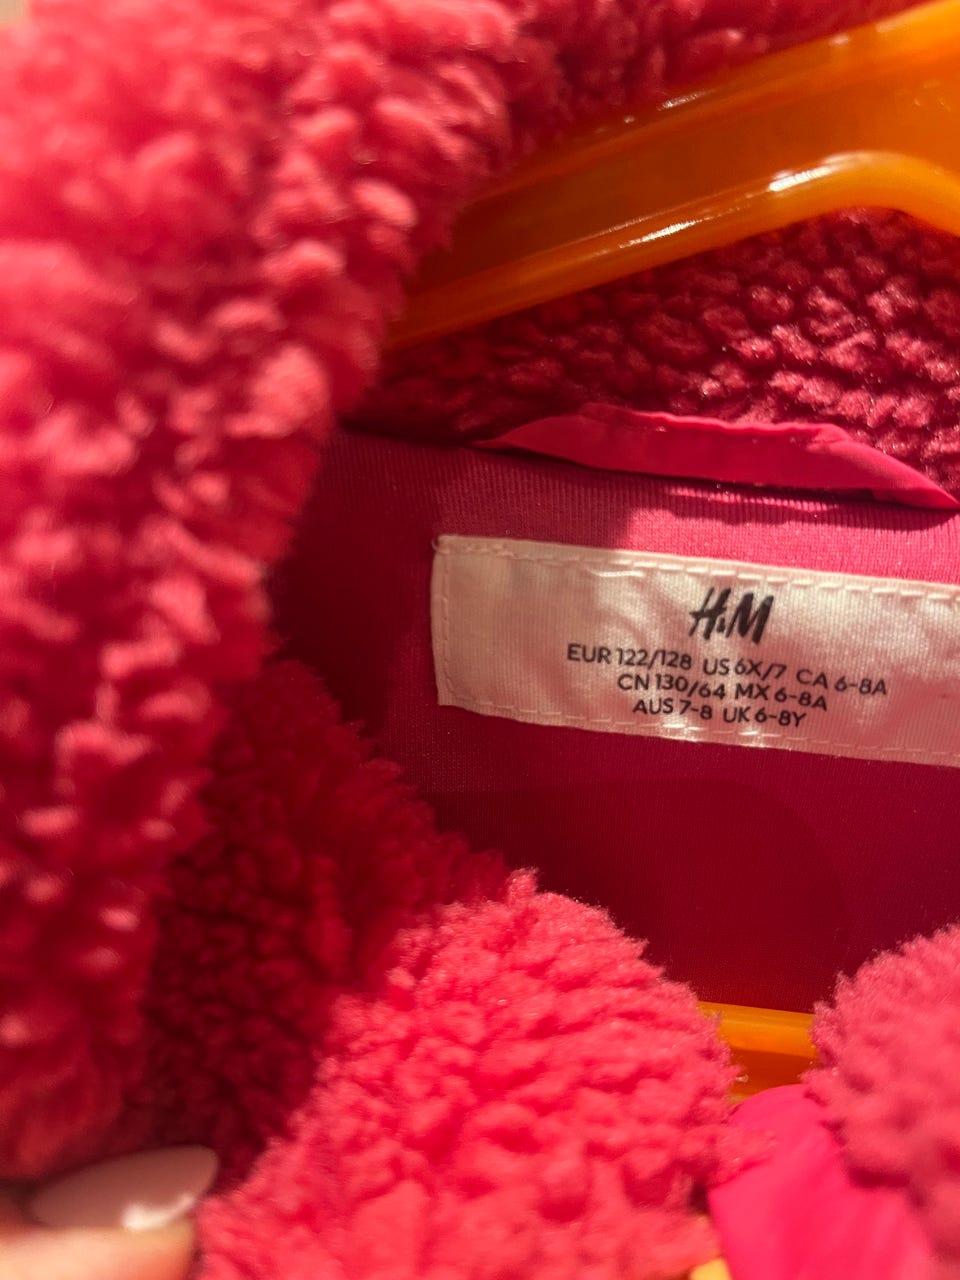 H&M
EUR 122/128 US 6X/7 CA 6-8A
CN 130/64 MX 6-8A
AUS 7-8 UK 6-8Y